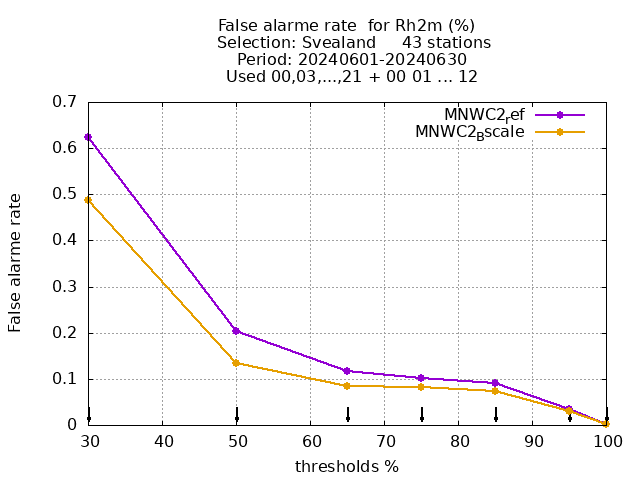 False alarme rate  for Rh2m (%)
Selection: Svealand     43 stations
Period: 20240601-20240630
Used 00,03,...,21 + 00 01 ... 12
MNWC2ref
MNWC2Bscale
False alarme rate
0.7
0.6
0.5
0.4
0.3
0.2
0.1
0
30 40 50 60 70 80 90 100
thresholds %